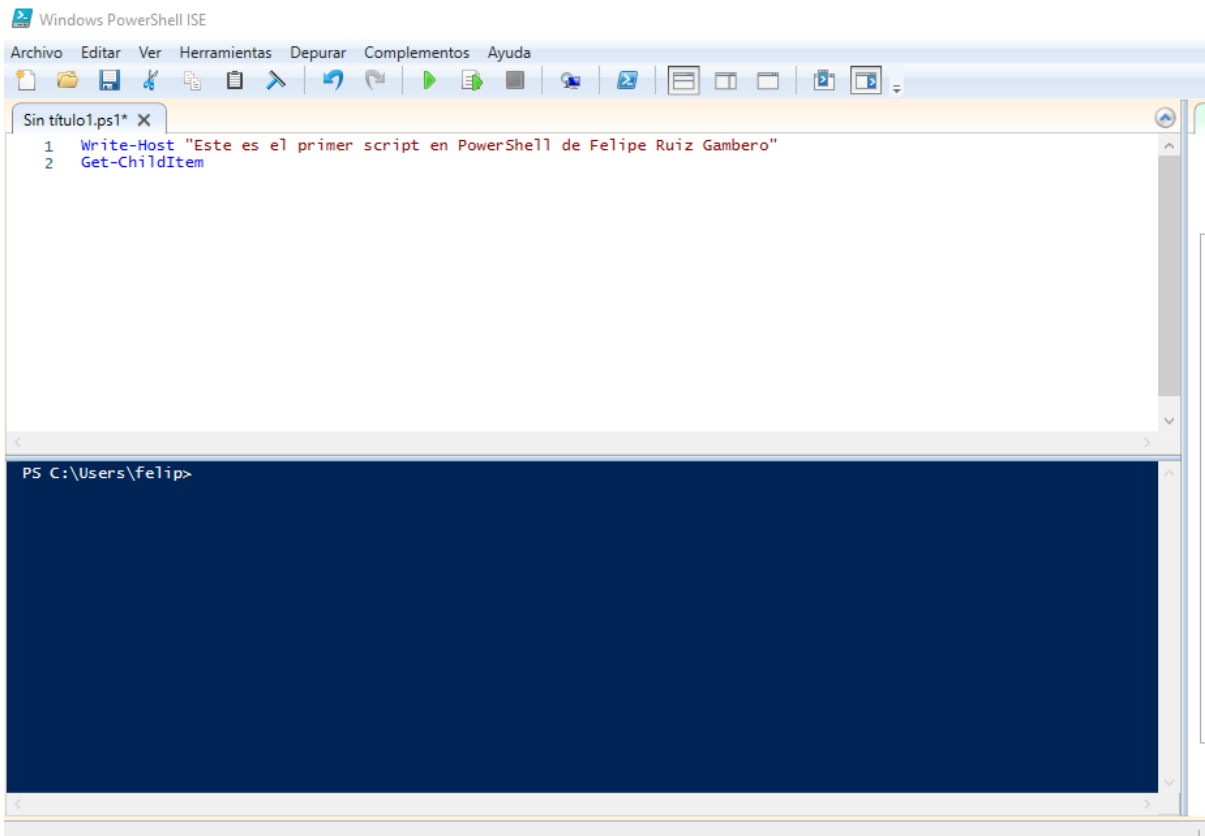 Windows PowerShell ISE
Archivo Editar Ver Herramientas Depurar Complementos Ayuda
Sin título1.ps1*
1 Write-Host "Este es el primer script en PowerShell de Felipe Ruiz Gambero"
2 Get-ChildItem
PS C:\Users\felip>